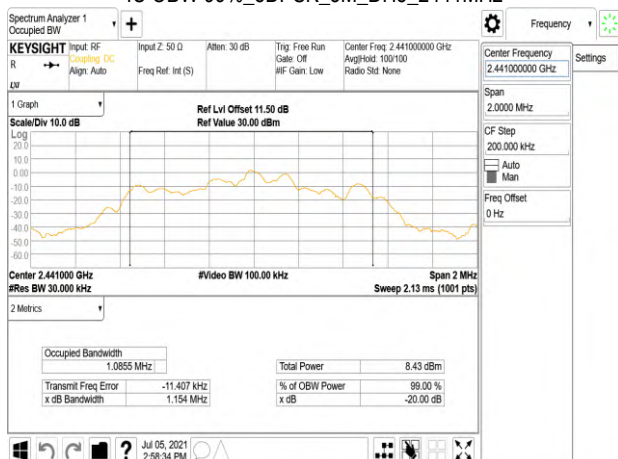 Spectrum Analyzer 1
Occupied BW
+
Frequency
KEYSIGHT
R
LXI
Input: RF
Coupling: DC
Align: Auto
Input Z: 50 Ω
Freq Ref: Int (S)
Atten: 30 dB
Trig: Free Run
Gate: Off
#IF Gain: Low
Center Freq: 2.441000000 GHz
Avg|Hold: 100/100
Radio Std: None
Center Frequency
2.441000000 GHz
Settings
Span
2.0000 MHz
CF Step
200.000 kHz
Auto
Man
Freq Offset
0 Hz
1 Graph
Scale/Div 10.0 dB
Ref Lvl Offset 11.50 dB
Ref Value 30.00 dBm
Log
20.0
10.0
0.00
-10.0
-20.0
-30.0
-40.0
-50.0
-60.0
Center 2.441000 GHz
#Res BW 30.000 kHz
#Video BW 100.00 kHz
Span 2 MHz
Sweep 2.13 ms (1001 pts)
2 Metrics
Occupied Bandwidth
1.0855 MHz
Total Power 8.43 dBm
Transmit Freq Error -11.407 kHz
% of OBW Power 99.00 %
x dB Bandwidth 1.154 MHz
x dB -20.00 dB
?
Jul 05, 2021
2:58:34 PM